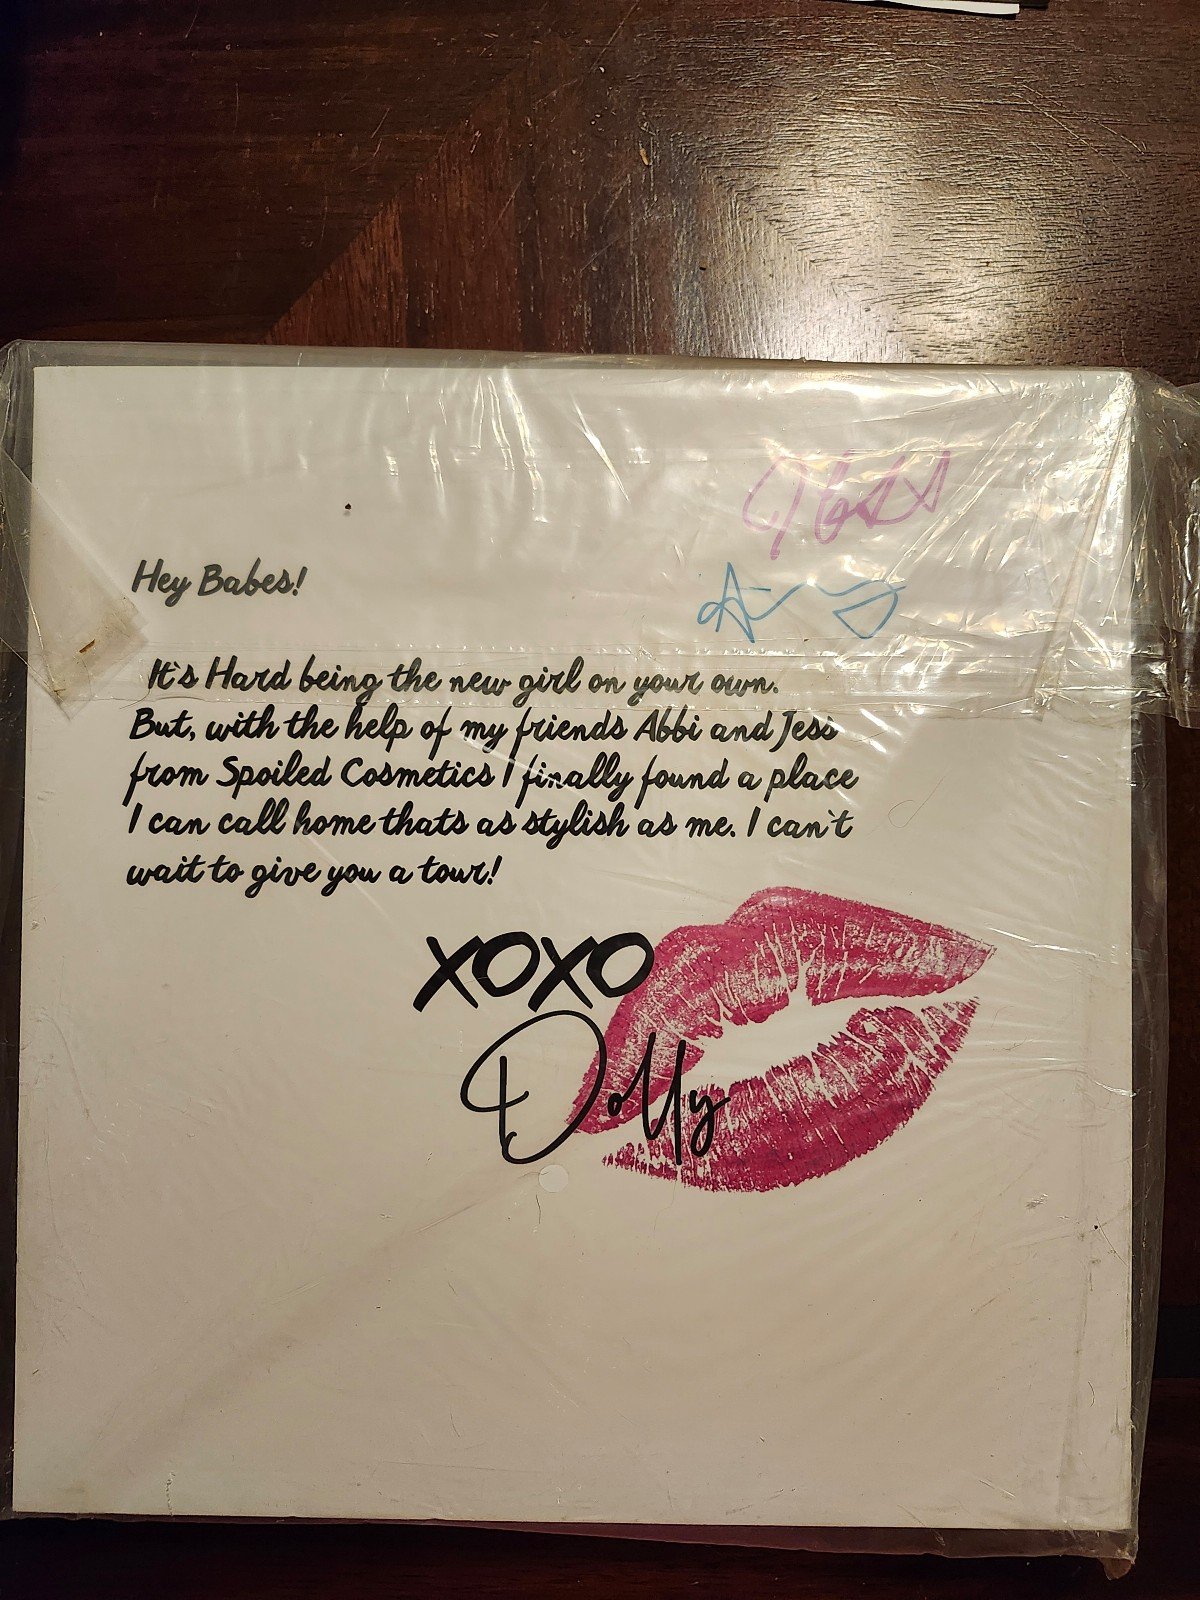 Jess
Hey Babes!
It's Hard being the new girl on your own.
But, with the help of my friends Abbi and Jess
from Spoiled Cosmetics I finally found a place
I can call home thats as stylish as me. I can't
wait to give you a tour!
XOXO
Dolly